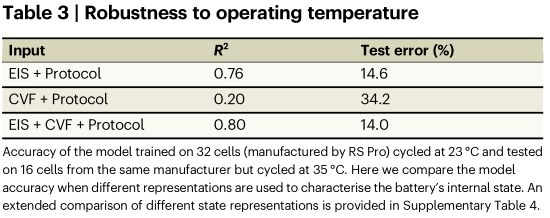 Table 3 | Robustness to operating temperature
Input R² Test error (%)
EIS + Protocol 0.76 14.6
CVF + Protocol 0.20 34.2
EIS + CVF + Protocol 0.80 14.0
Accuracy of the model trained on 32 cells (manufactured by RS Pro) cycled at 23 °C and tested
on 16 cells from the same manufacturer but cycled at 35 °C. Here we compare the model
accuracy when different representations are used to characterise the battery's internal state. An
extended comparison of different state representations is provided in Supplementary Table 4.